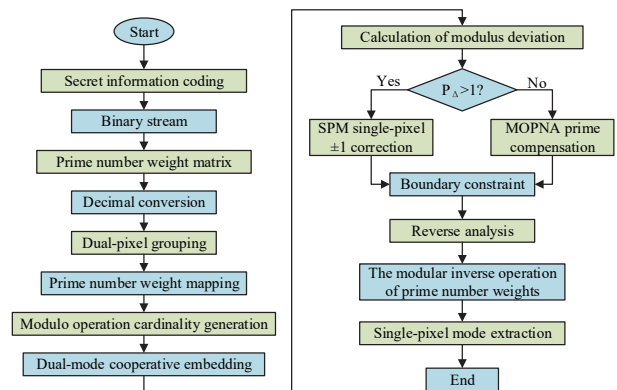 Start
Secret information coding
Binary stream
Prime number weight matrix
Decimal conversion
Dual-pixel grouping
Prime number weight mapping
Modulo operation cardinality generation
Dual-mode cooperative embedding
Calculation of modulus deviation
Yes
P Δ >1?
No
SPM single-pixel
±1 correction
MOPNA prime
compensation
Boundary constraint
Reverse analysis
The modular inverse operation
of prime number weights
Single-pixel mode extraction
End